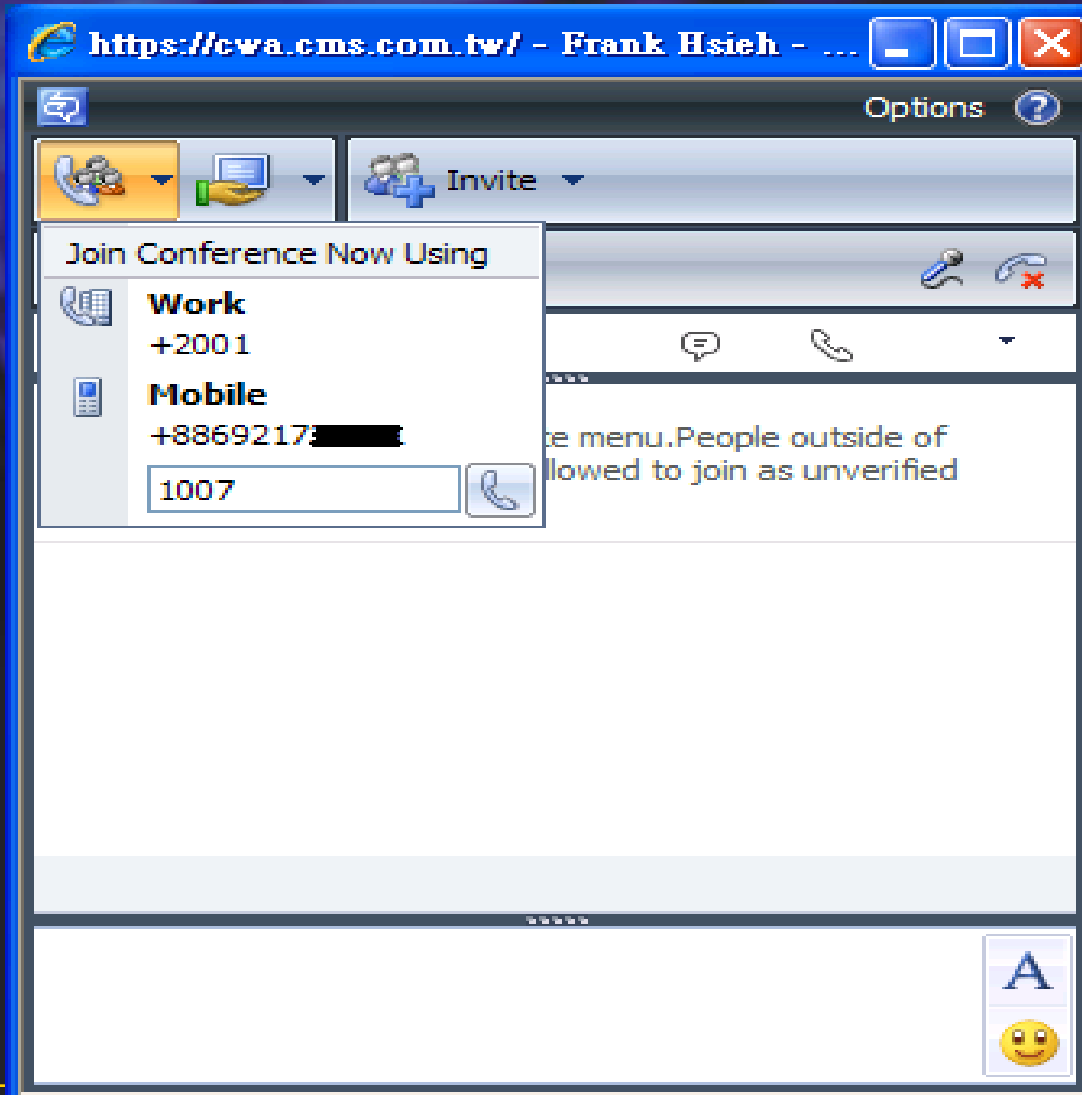 https://cwa.cms.com.tw/ - Frank Hsieh - ...
Options
Invite
Join Conference Now Using
Work
+2001
Mobile
+88692173
1007
te menu.People outside of
llowed to join as unverified
A